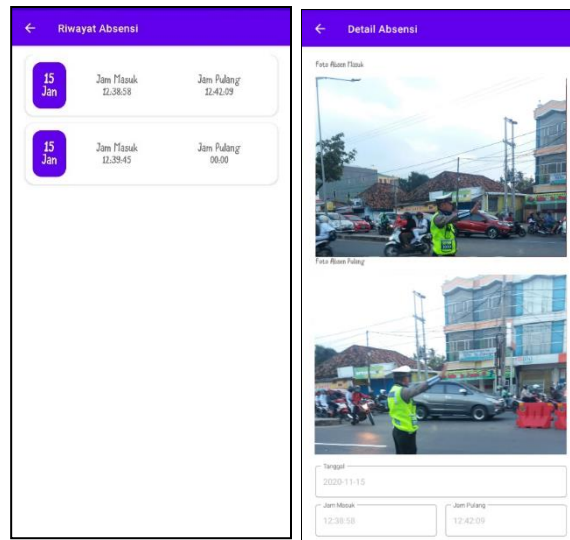 Riwayat Absensi
15
Jan
Jam Masuk
12:38:58
Jam Pulang
12:42:09
15
Jan
Jam Masuk
12:39:45
Jam Pulang
00:00
Detail Absensi
Foto Absen Masuk
Foto Absen Pulang
Tanggal
2020-11-15
Jam Masuk
12:38:58
Jam Pulang
12:42:09